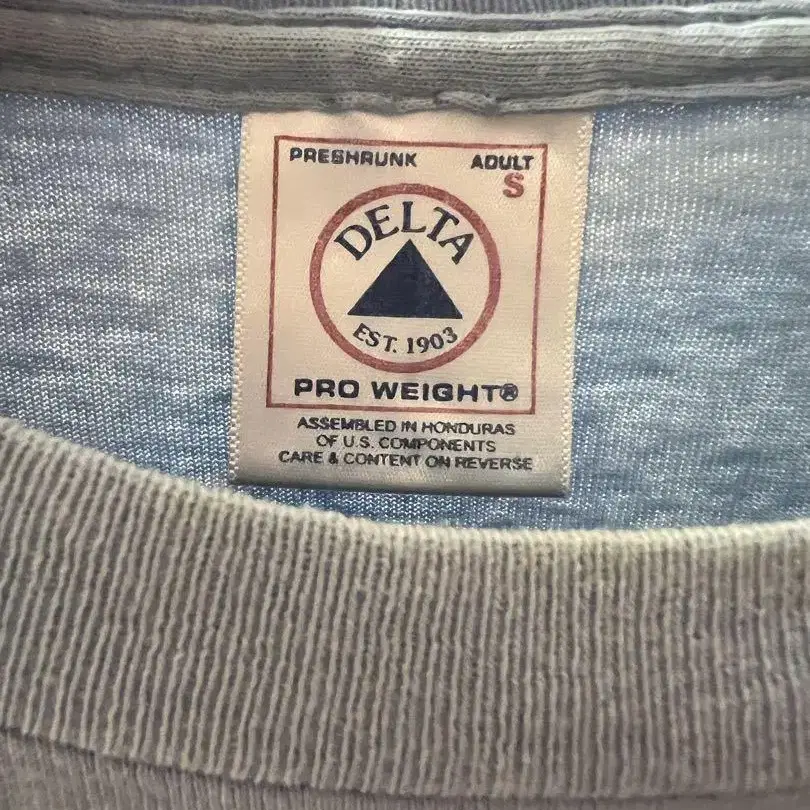 PRESHRUNK ADULT
S
DELTA
EST. 1903
PRO WEIGHT®
ASSEMBLED IN HONDURAS
OF U.S. COMPONENTS
CARE & CONTENT ON REVERSE